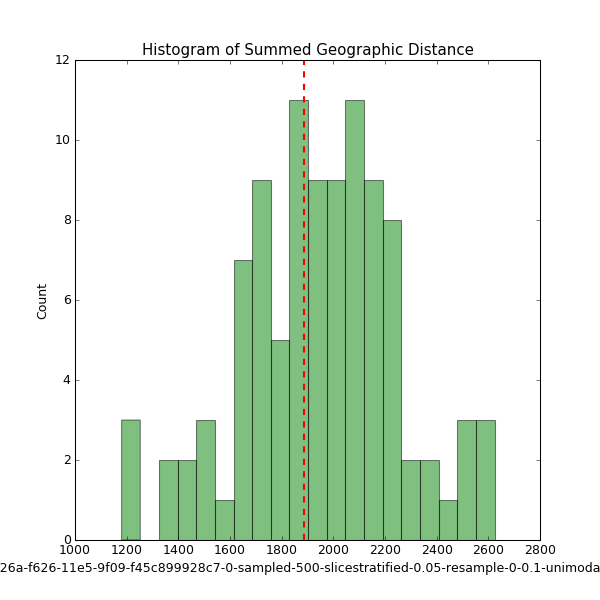 Histogram of Summed Geographic Distance
12
10
8
6
4
2
0
Count
1000 1200 1400 1600 1800 2000 2200 2400 2600 2800
26a-f626-11e5-9f09-f45c899928c7-0-sampled-500-slicestratified-0.05-resample-0-0.1-unimoda